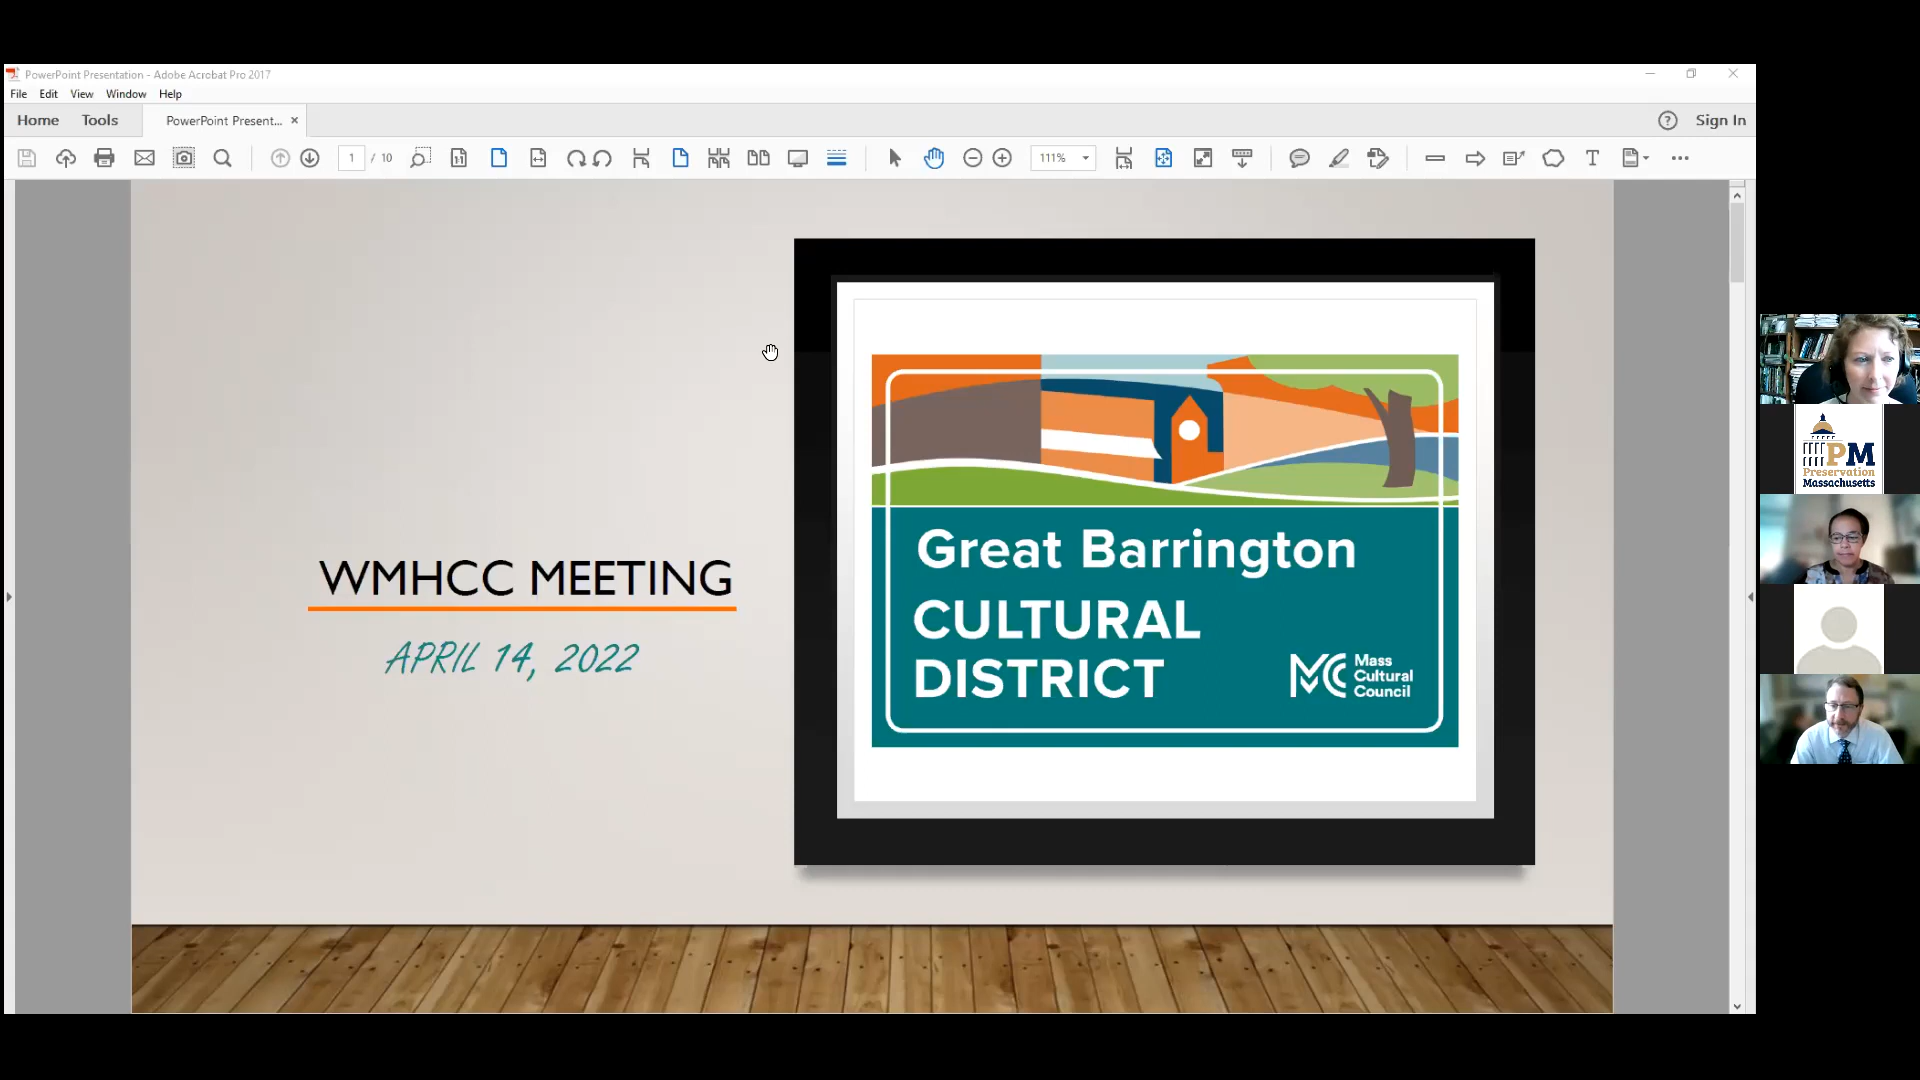 PowerPoint Presentation - Adobe Acrobat Pro 2017
File Edit View Window Help
Home Tools PowerPoint Present... × ? Sign In
1 / 10 111%
WMHCC MEETING
APRIL 14, 2022
Great Barrington
CULTURAL
DISTRICT
MCC Mass
Cultural
Council
PM
Preservation
Massachusetts